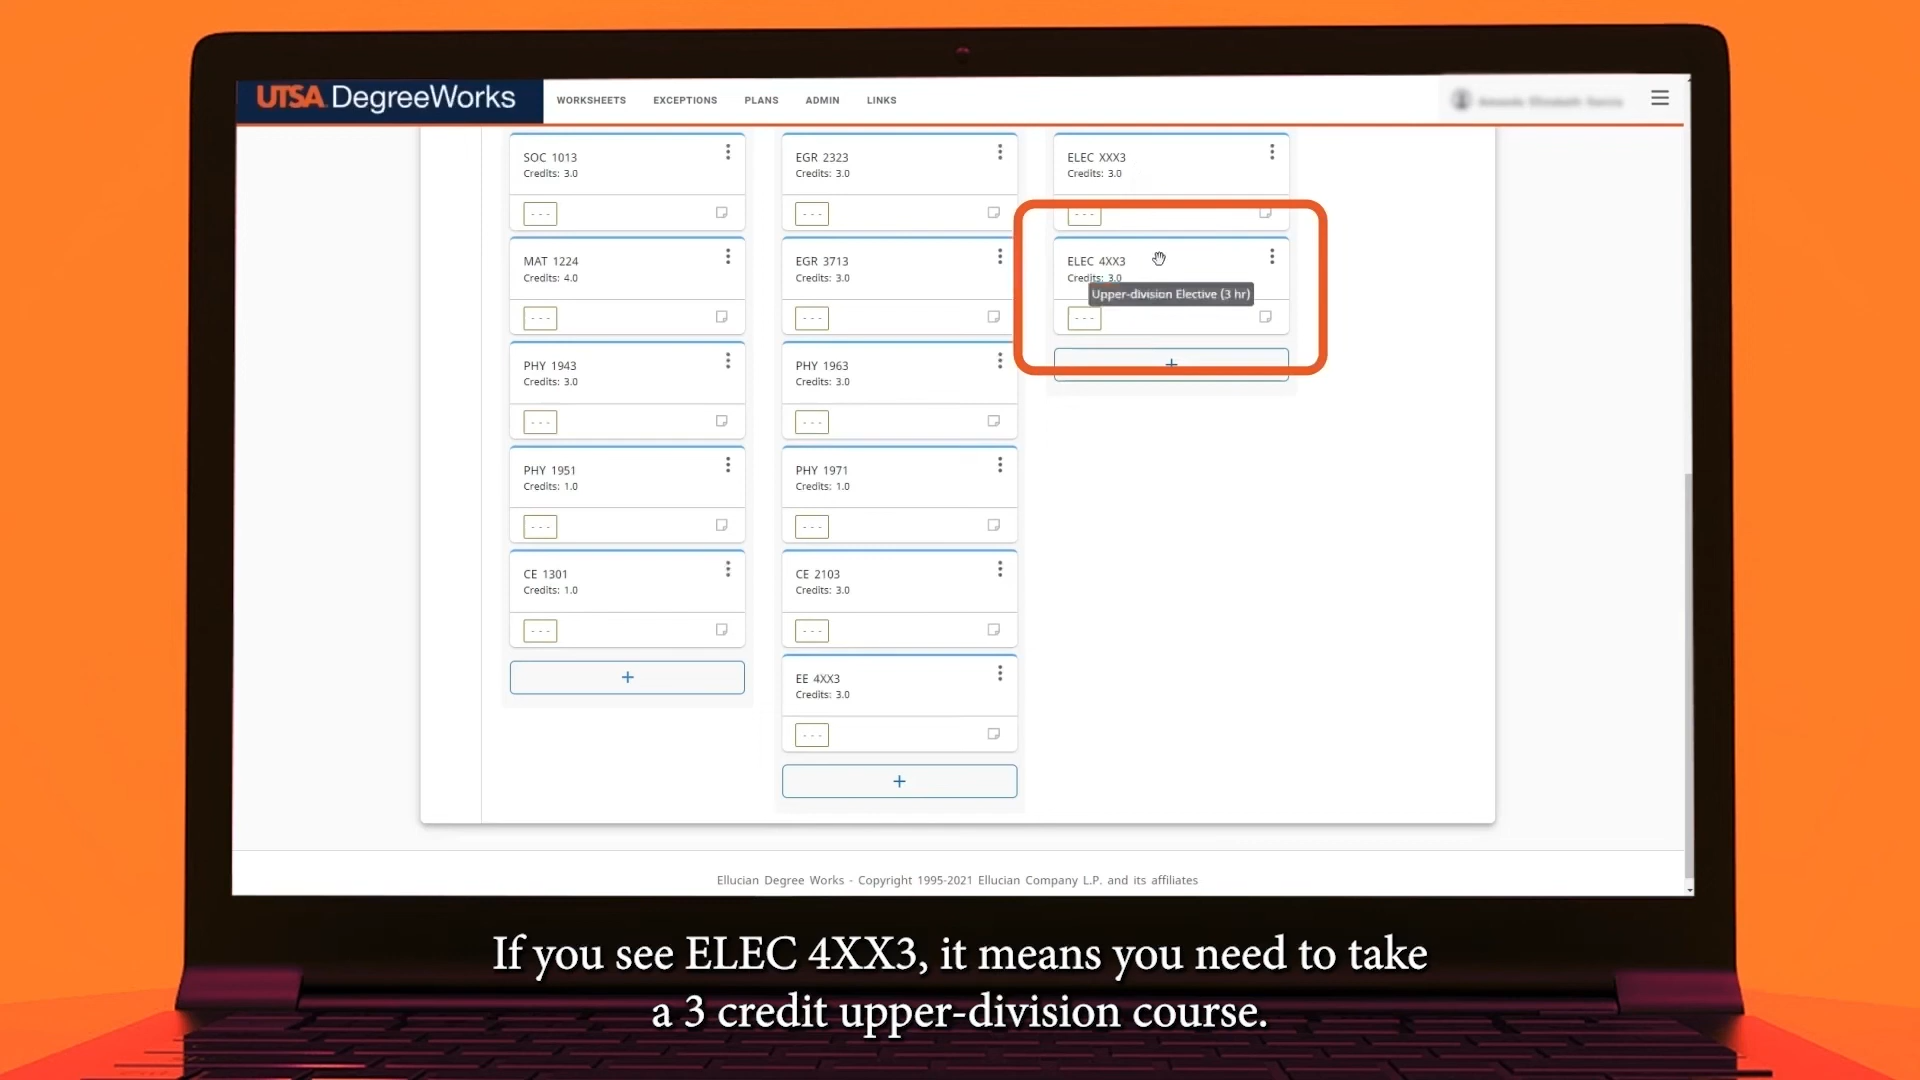 UTSA DegreeWorks
WORKSHEETS EXCEPTIONS PLANS ADMIN LINKS
SOC 1013
Credits: 3.0
- - -
MAT 1224
Credits: 4.0
- - -
PHY 1943
Credits: 3.0
- - -
PHY 1951
Credits: 1.0
- - -
CE 1301
Credits: 1.0
- - -
+
EGR 2323
Credits: 3.0
- - -
EGR 3713
Credits: 3.0
- - -
PHY 1963
Credits: 3.0
- - -
PHY 1971
Credits: 1.0
- - -
CE 2103
Credits: 3.0
- - -
EE 4XX3
Credits: 3.0
- - -
+
ELEC XXX3
Credits: 3.0
- - -
ELEC 4XX3
Credits: 3.0
Upper-division Elective (3 hr)
- - -
+
Ellucian Degree Works - Copyright 1995-2021 Ellucian Company L.P. and its affiliates
If you see ELEC 4XX3, it means you need to take
a 3 credit upper-division course.